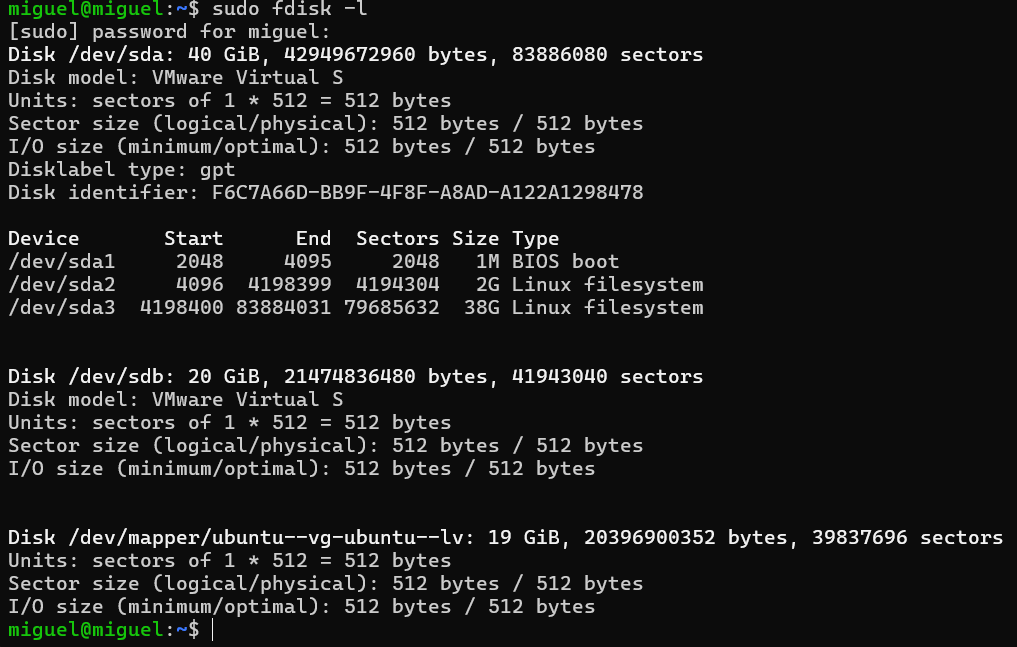 miguel@miguel:~$ sudo fdisk -l
[sudo] password for miguel:
Disk /dev/sda: 40 GiB, 42949672960 bytes, 83886080 sectors
Disk model: VMware Virtual S
Units: sectors of 1 * 512 = 512 bytes
Sector size (logical/physical): 512 bytes / 512 bytes
I/O size (minimum/optimal): 512 bytes / 512 bytes
Disklabel type: gpt
Disk identifier: F6C7A66D-BB9F-4F8F-A8AD-A122A1298478
Device       Start      End  Sectors Size Type
/dev/sda1     2048     4095     2048   1M BIOS boot
/dev/sda2     4096  4198399  4194304   2G Linux filesystem
/dev/sda3  4198400 83884031 79685632  38G Linux filesystem
Disk /dev/sdb: 20 GiB, 21474836480 bytes, 41943040 sectors
Disk model: VMware Virtual S
Units: sectors of 1 * 512 = 512 bytes
Sector size (logical/physical): 512 bytes / 512 bytes
I/O size (minimum/optimal): 512 bytes / 512 bytes
Disk /dev/mapper/ubuntu--vg-ubuntu--lv: 19 GiB, 20396900352 bytes, 39837696 sectors
Units: sectors of 1 * 512 = 512 bytes
Sector size (logical/physical): 512 bytes / 512 bytes
I/O size (minimum/optimal): 512 bytes / 512 bytes
miguel@miguel:~$